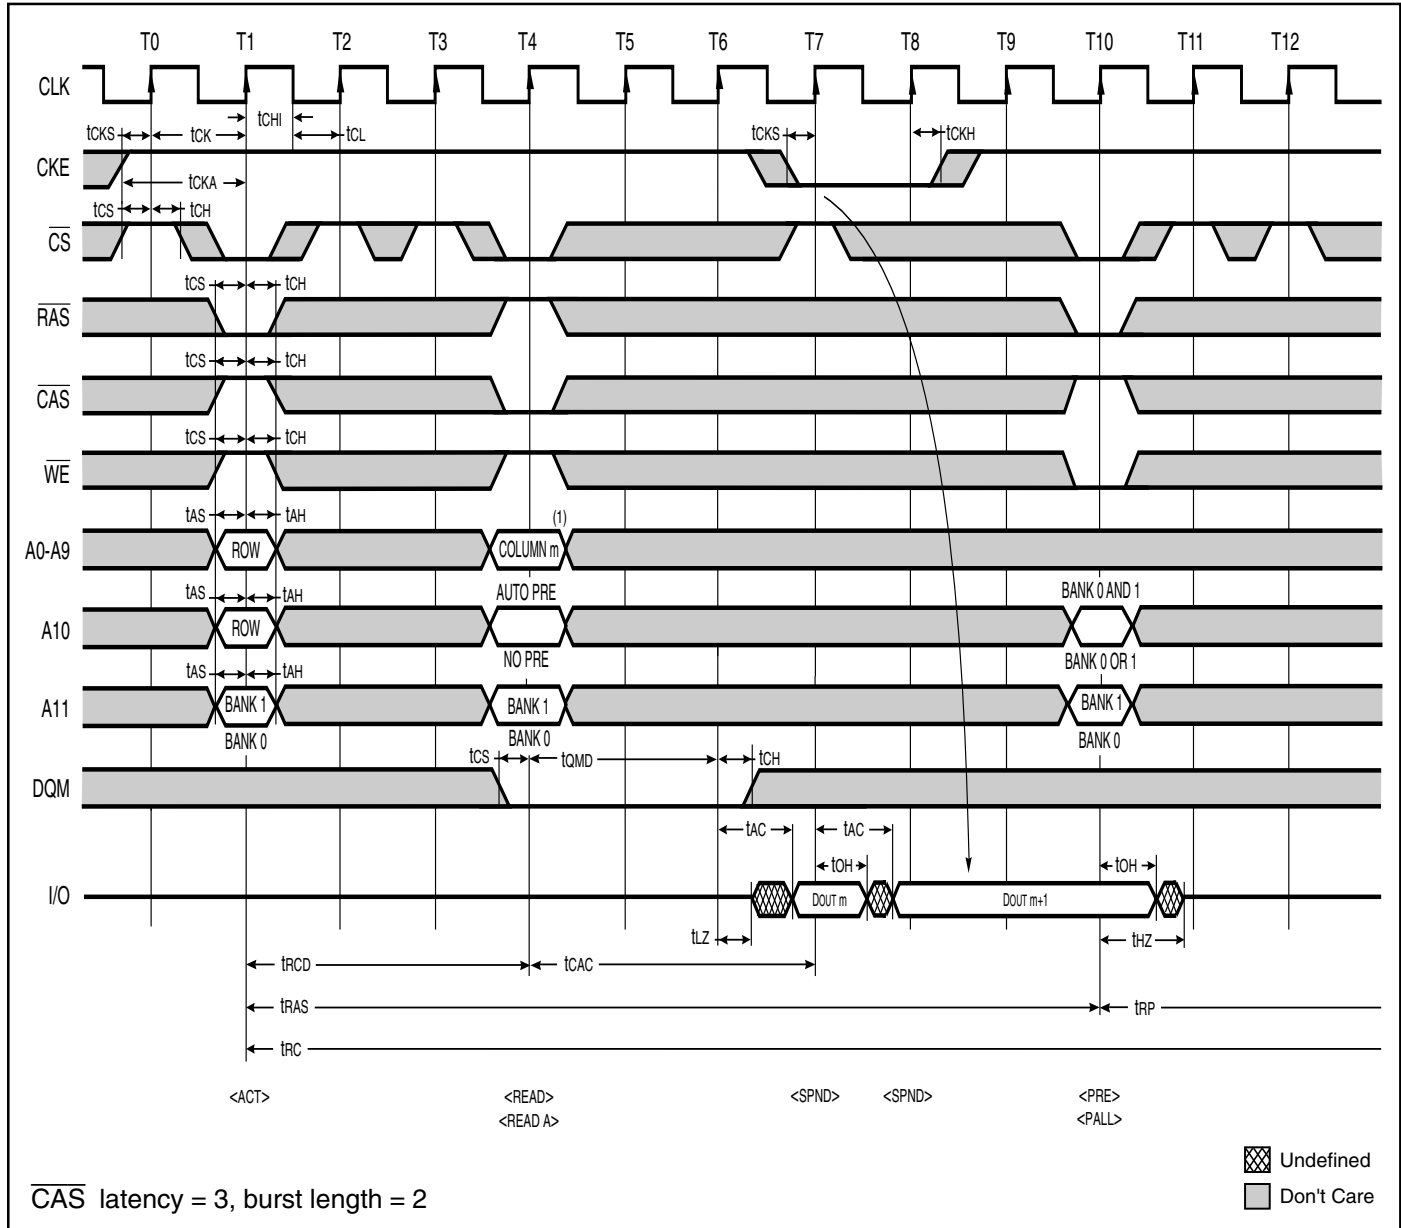 T0 T1 T2 T3 T4 T5 T6 T7 T8 T9 T10 T11 T12
CLK
tCHI
tCKS tCK tCL tCKS tCKH
CKE
tCKA
tCS tCH
CS
tCS tCH
RAS
tCS tCH
CAS
tCS tCH
WE
tAS tAH (1)
A0-A9 ROW COLUMN m
tAS tAH AUTO PRE BANK 0 AND 1
A10 ROW
NO PRE BANK 0 OR 1
tAS tAH
A11 BANK 1 BANK 1 BANK 1
BANK 0 BANK 0 BANK 0
tCS tQMD tCH
DQM
tAC tAC
tOH tOH
I/O DOUT m DOUT m+1
tLZ tHZ
tRCD tCAC
tRAS tRP
tRC
<ACT> <READ> <SPND> <SPND> <PRE>
<READ A> <PALL>
Undefined
Don't Care
CAS latency = 3, burst length = 2